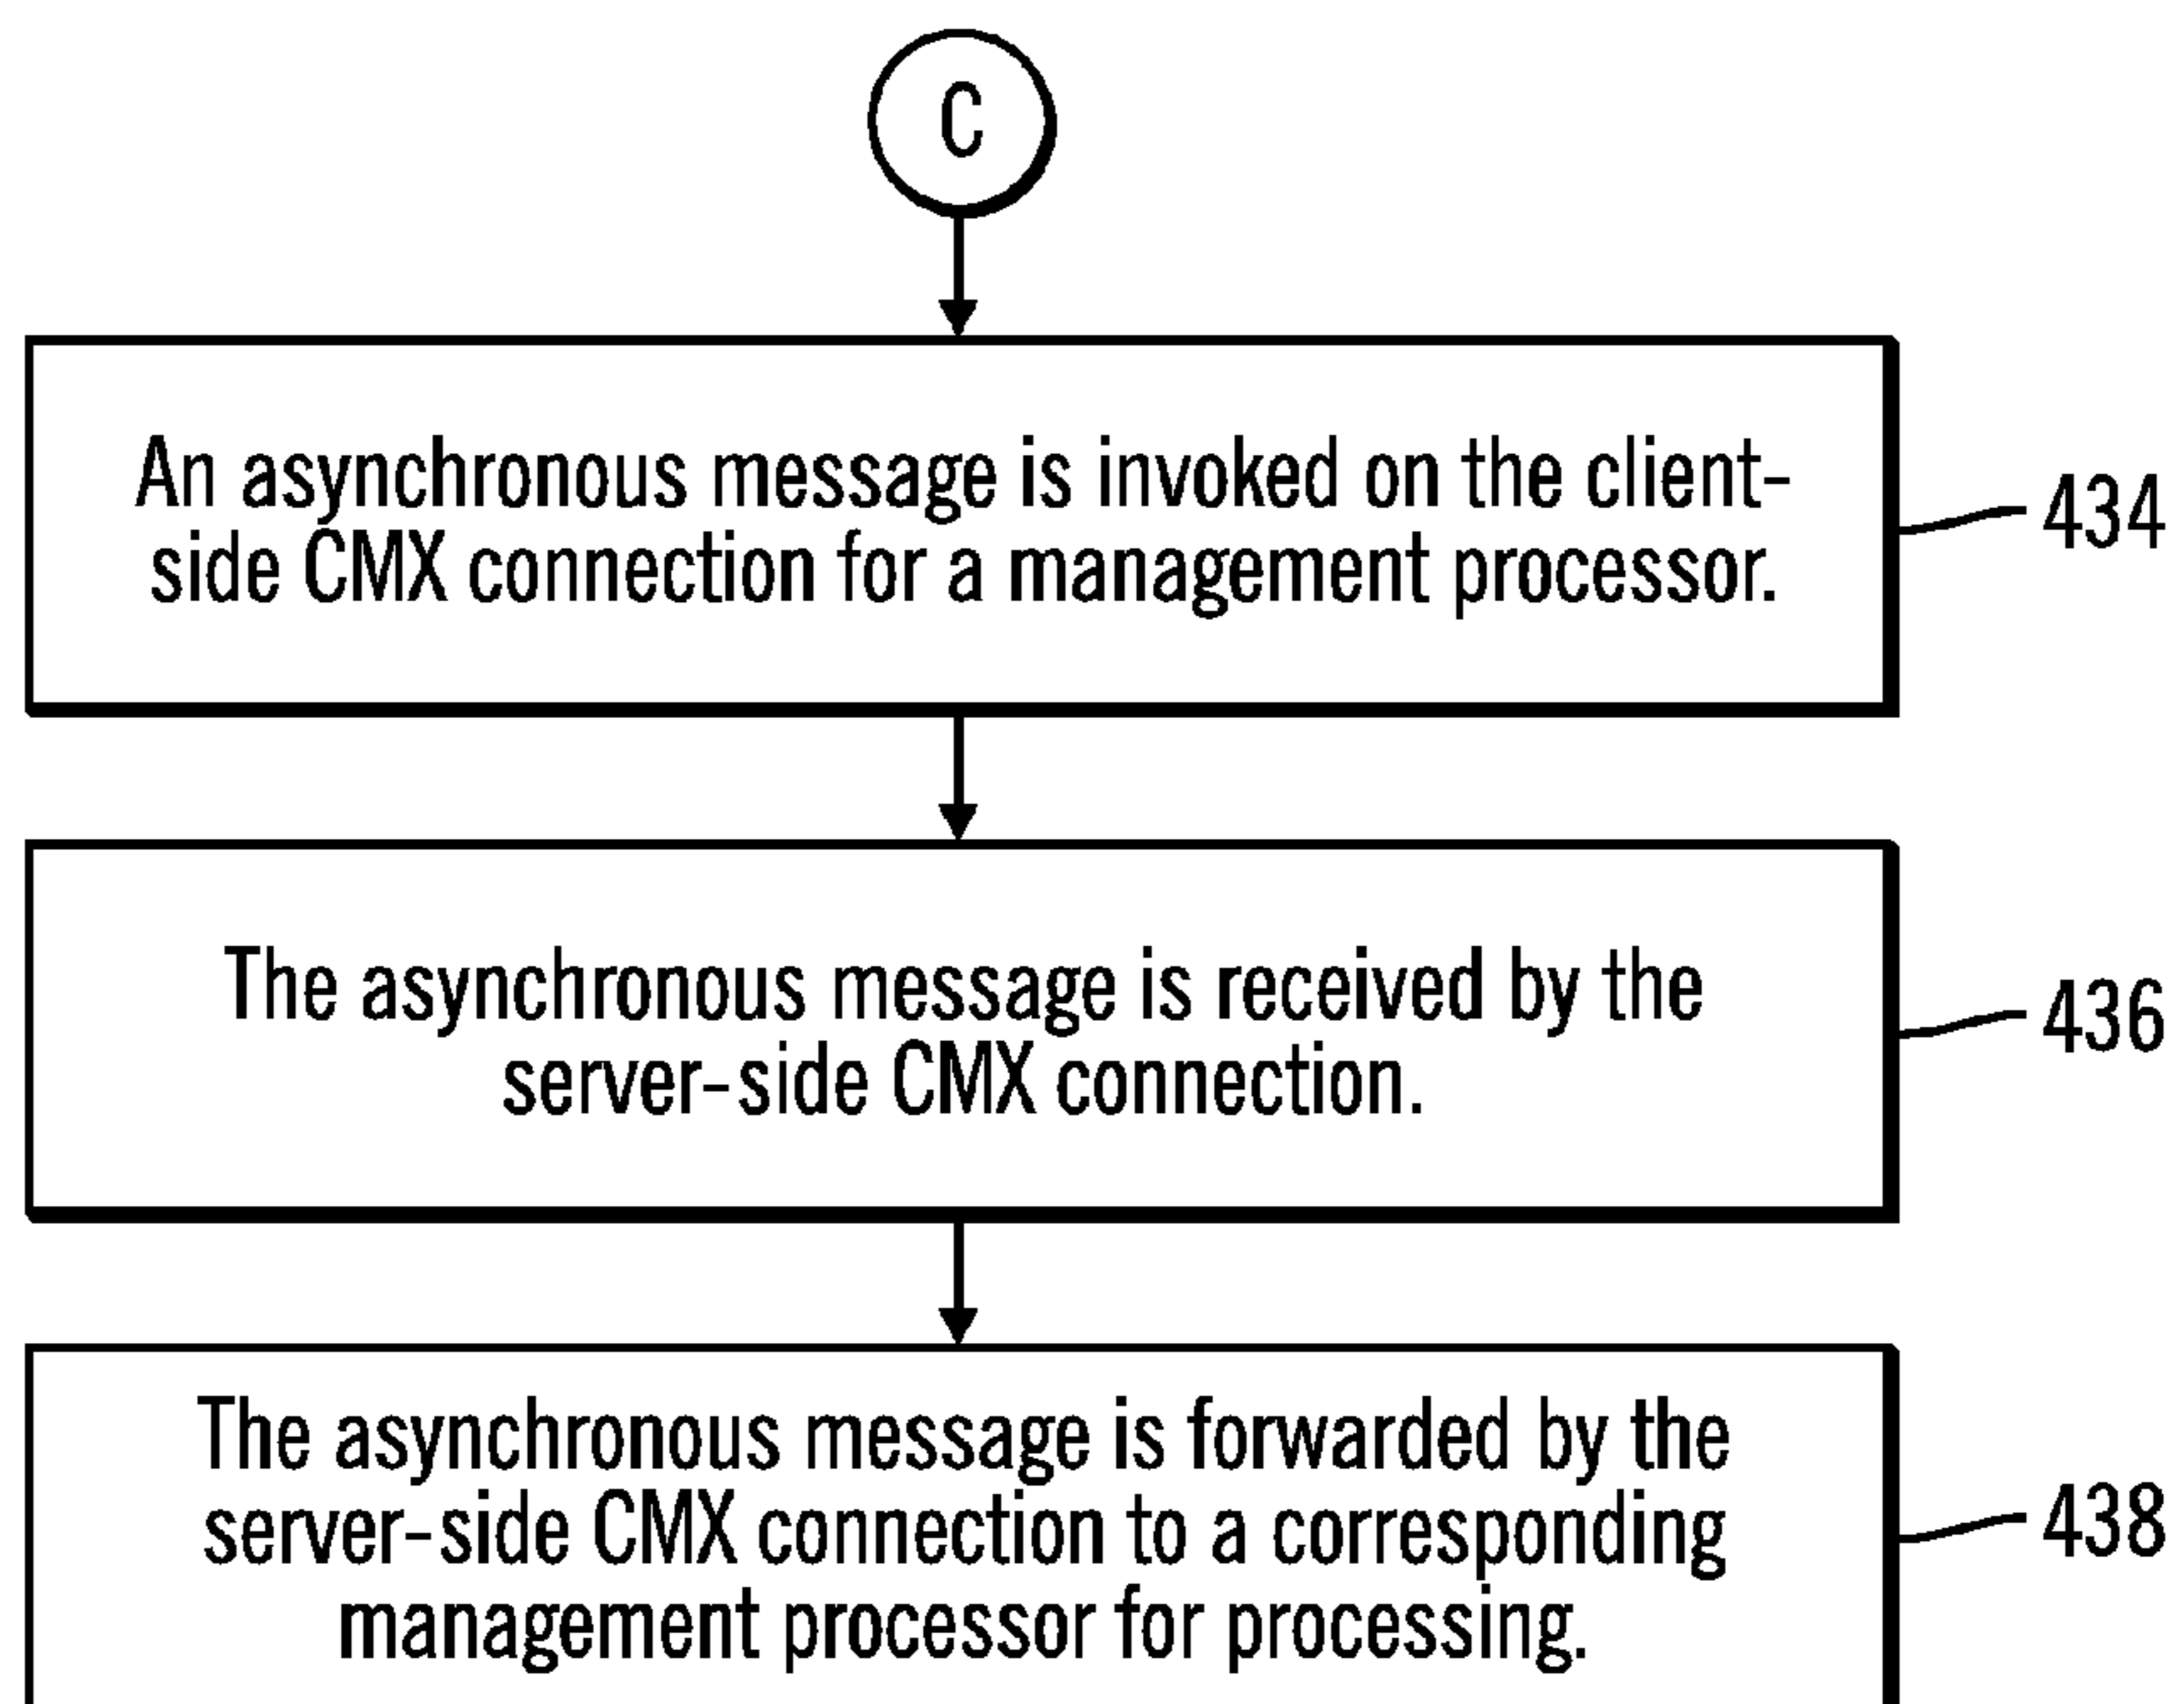 C
An asynchronous message is invoked on the client-
side CMX connection for a management processor.
434
The asynchronous message is received by the
server-side CMX connection.
436
The asynchronous message is forwarded by the
server-side CMX connection to a corresponding
management processor for processing.
438